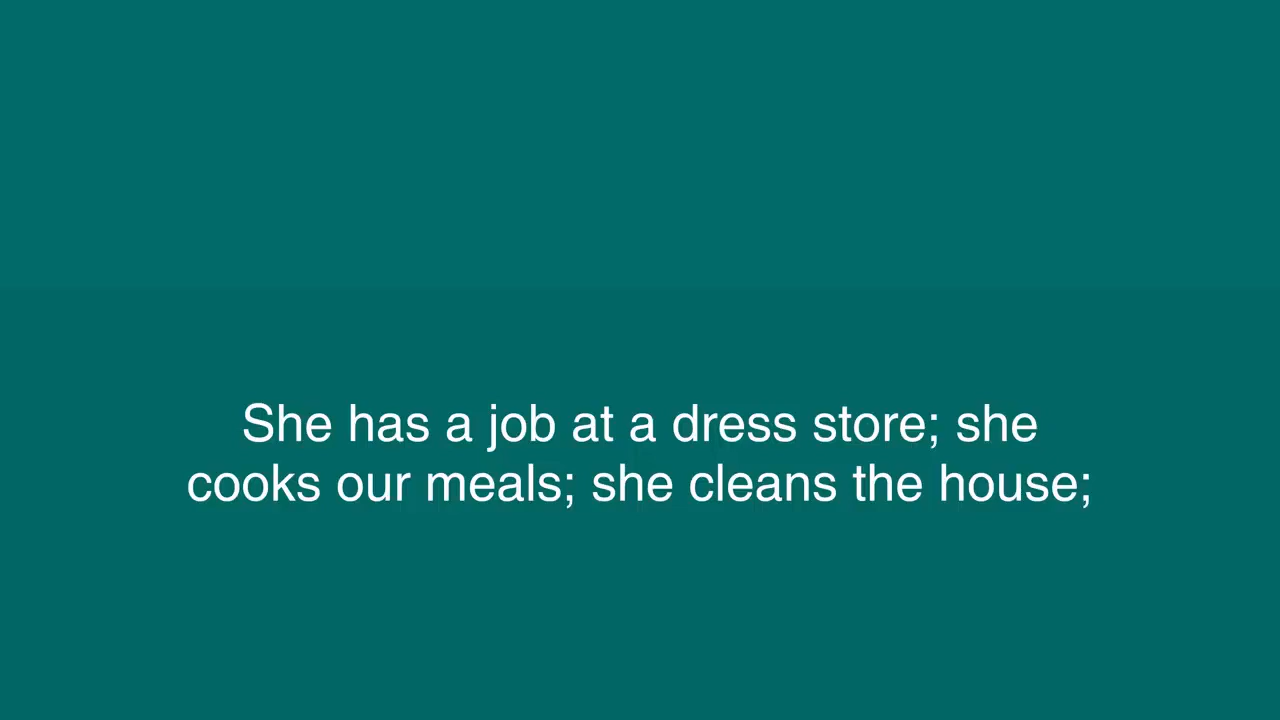 She has a job at a dress store; she
cooks our meals; she cleans the house;